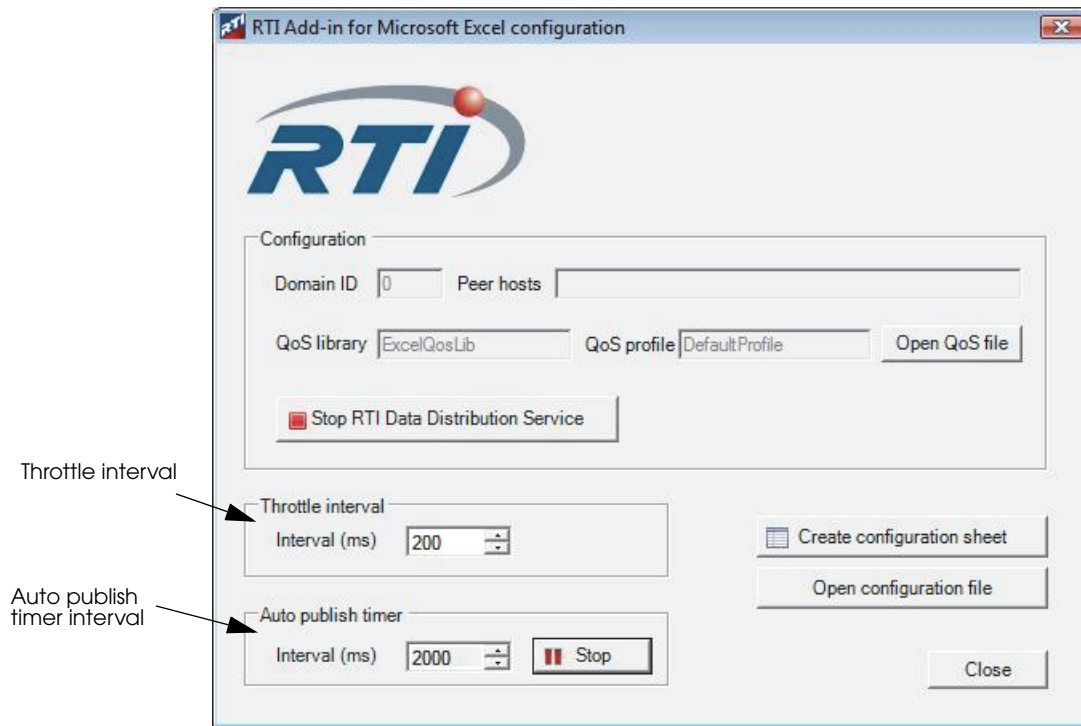 RTI RTI Add-in for Microsoft Excel configuration
RTI
Configuration
Domain ID 0 Peer hosts
QoS library ExcelQosLib QoS profile DefaultProfile Open QoS file
Stop RTI Data Distribution Service
Throttle interval
Throttle interval
Interval (ms) 200
Create configuration sheet
Open configuration file
Auto publish
timer interval
Auto publish timer
Interval (ms) 2000 Stop
Close